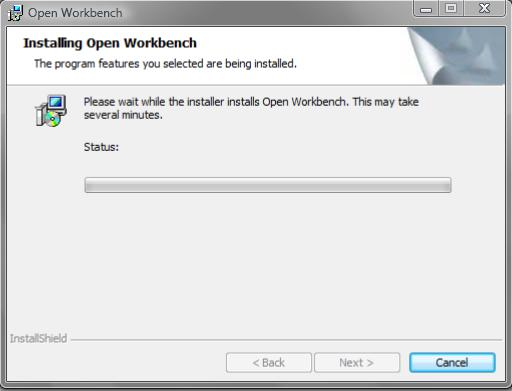 Open Workbench
Installing Open Workbench
The program features you selected are being installed.
Please wait while the installer installs Open Workbench. This may take
several minutes.
Status:
InstallShield
< Back
Next >
Cancel